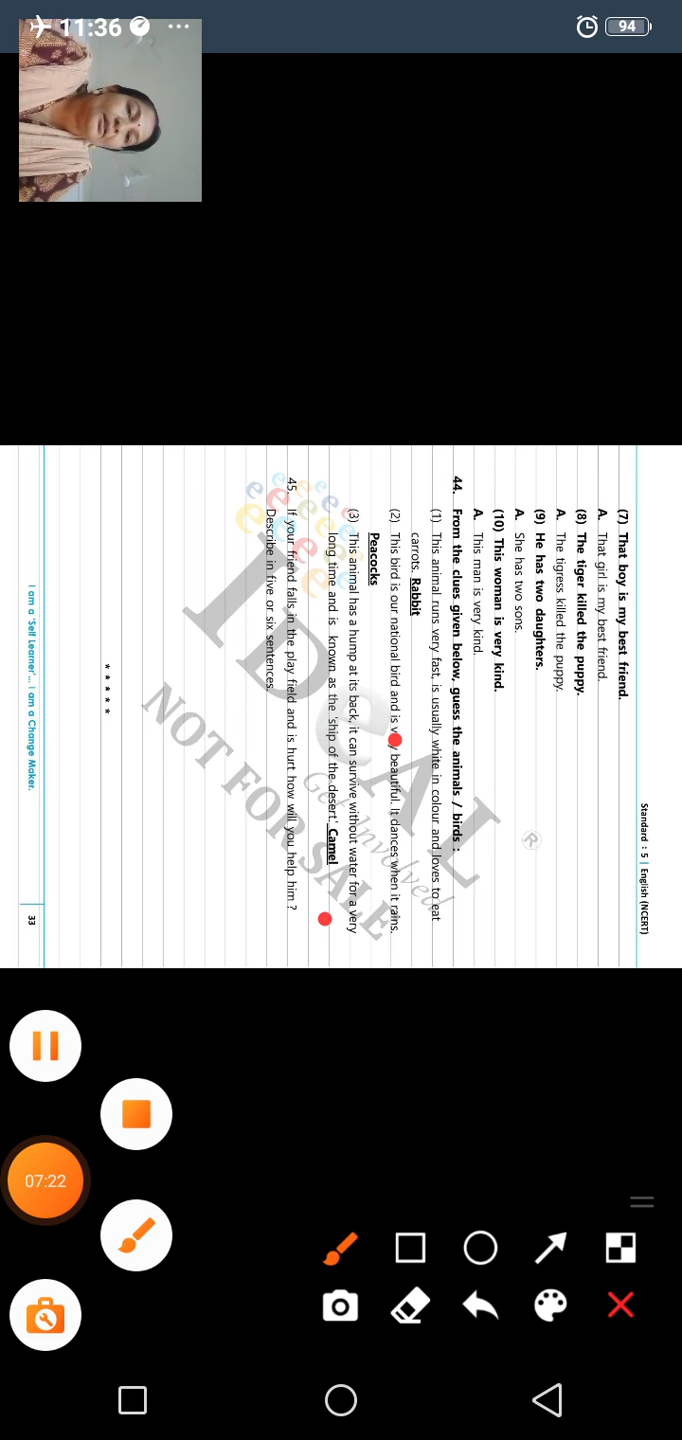 11:36
94
Standard : 5 | English (NCERT)
(7) That boy is my best friend.
A. That girl is my best friend.
(8) The tiger killed the puppy.
A. The tigress killed the puppy.
(9) He has two daughters.
A. She has two sons.
(10) This woman is very kind.
A. This man is very kind.
44. From the clues given below, guess the animals / birds :
(1) This animal runs very fast, is usually white in colour and loves to eat
carrots. Rabbit
(2) This bird is our national bird and is very beautiful. It dances when it rains.
Peacocks
(3) This animal has a hump at its back, it can survive without water for a very
long time and is known as the 'ship of the desert.' Camel
45. If your friend falls in the play field and is hurt how will you help him ?
Describe in five or six sentences.
*****
I am a 'Self Learner'... I am a Change Maker.
33
IDeAL
Get Involved
NOT FOR SALE
®
e e e e e e e e e e e
07:22